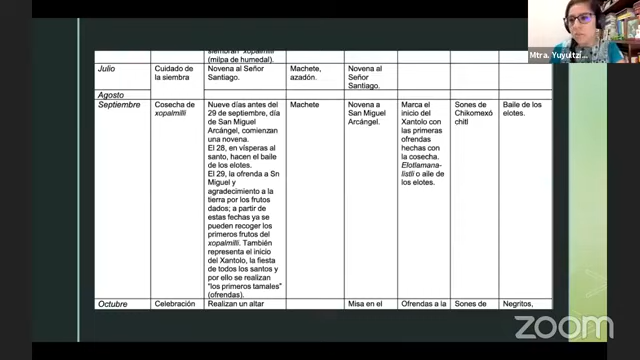 Mtra. Yuyultzi...
siembran "xopalmilli
(milpa de humedal).
Julio
Cuidado de
la siembra
Novena al Señor
Santiago.
Machete,
azadón.
Novena al
Señor
Santiago.
Agosto
Septiembre
Cosecha de
xopalmilli
Nueve días antes del
29 de septiembre, día
de San Miguel
Arcángel, comienzan
una novena.
El 28, en vísperas al
santo, hacen el baile
de los elotes.
El 29, la ofrenda a Sn
Miguel y
agradecimiento a la
tierra por los frutos
dados; a partir de
estas fechas ya se
pueden recoger los
primeros frutos del
xopalmilli. También
representa el inicio
del Xantolo, la fiesta
de todos los santos y
por ello se realizan
"los primeros tamales"
(ofrendas).
Machete
Novena a
San Miguel
Arcángel.
Marca el
inicio del
Xantolo con
las primeras
ofrendas
hechas con
la cosecha.
Elotlamana-
listli o aile de
los elotes.
Sones de
Chikomexó
chitl
Baile de los
elotes.
Octubre
Celebración
Realizan un altar
Misa en el
Ofrendas a la
Sones de
Negritos,
zoom